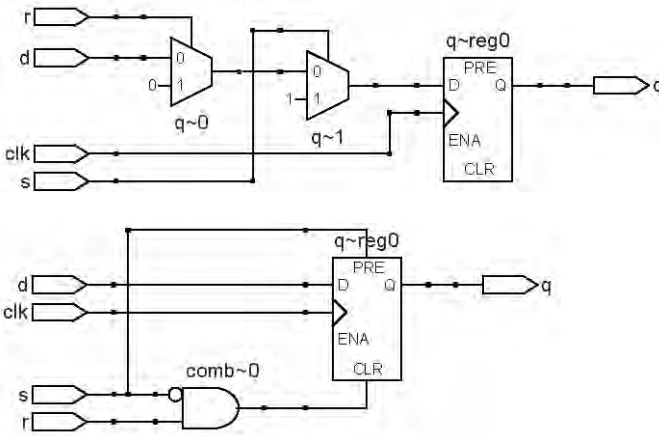 r
q~reg0
d 0 0 D PRE Q q
0 1 1 1
q~0 q~1
clk
ENA
s
CLR
q~reg0
PRE
d D Q q
clk
ENA
comb~0
CLR
s
r